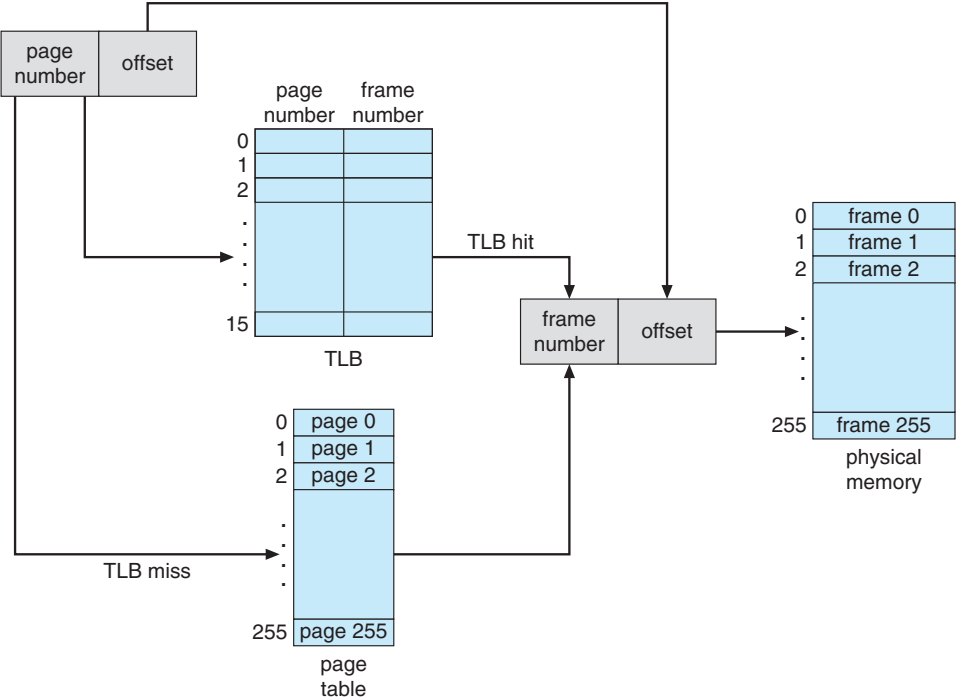 page
number
offset
page
number
frame
number
0
1
2
.
.
.
.
15
TLB
TLB hit
frame
number
offset
0
frame 0
1
frame 1
2
frame 2
.
.
.
.
255
frame 255
physical
memory
0
page 0
1
page 1
2
page 2
.
.
.
.
255
page 255
page
table
TLB miss